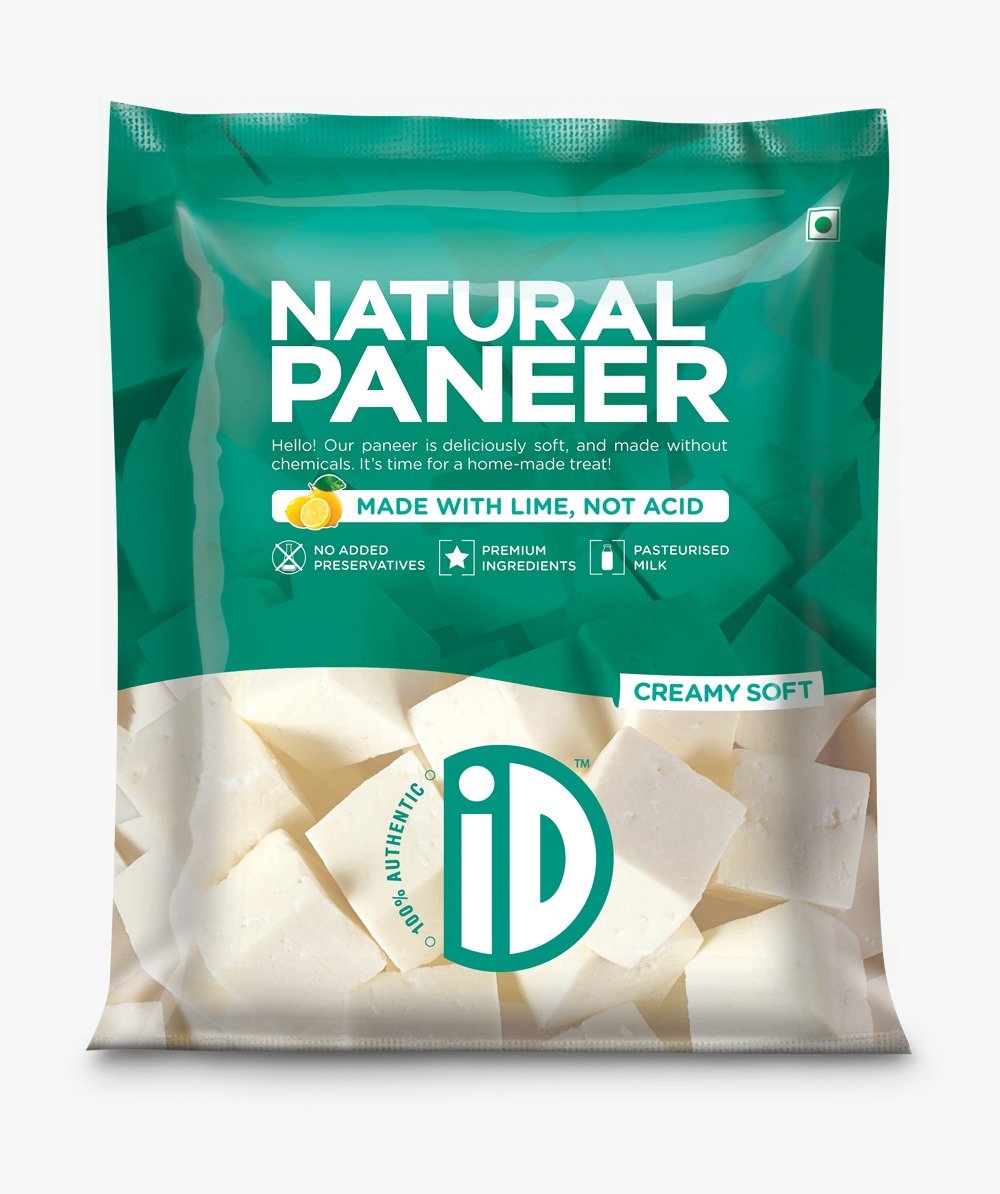 NATURAL
PANEER
Hello! Our paneer is deliciously soft, and made without
chemicals. It's time for a home-made treat!
MADE WITH LIME, NOT ACID
NO ADDED
PRESERVATIVES
PREMIUM
INGREDIENTS
PASTEURISED
MILK
CREAMY SOFT
100% AUTHENTIC
iD
TM